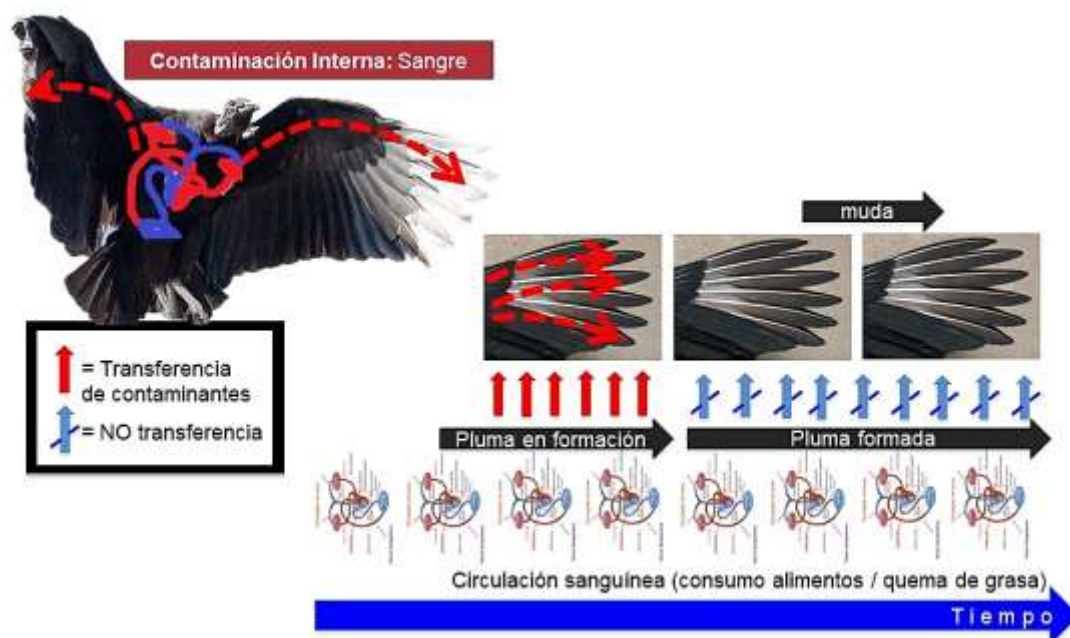 Contaminación Interna: Sangre
muda
= Transferencia
de contaminantes
= NO transferencia
Pluma en formación
Pluma formada
Circulación sanguínea (consumo alimentos / quema de grasa)
Tiempo